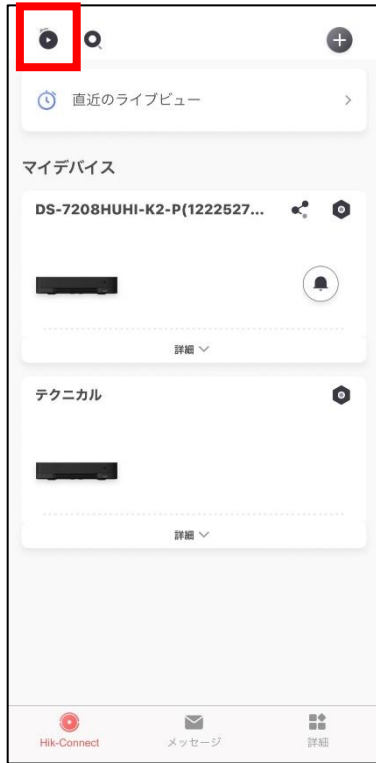 直近のライブビュー
マイデバイス
DS-7208HUHI-K2-P(1222527...
詳細
テクニカル
詳細
Hik-Connect
メッセージ
詳細